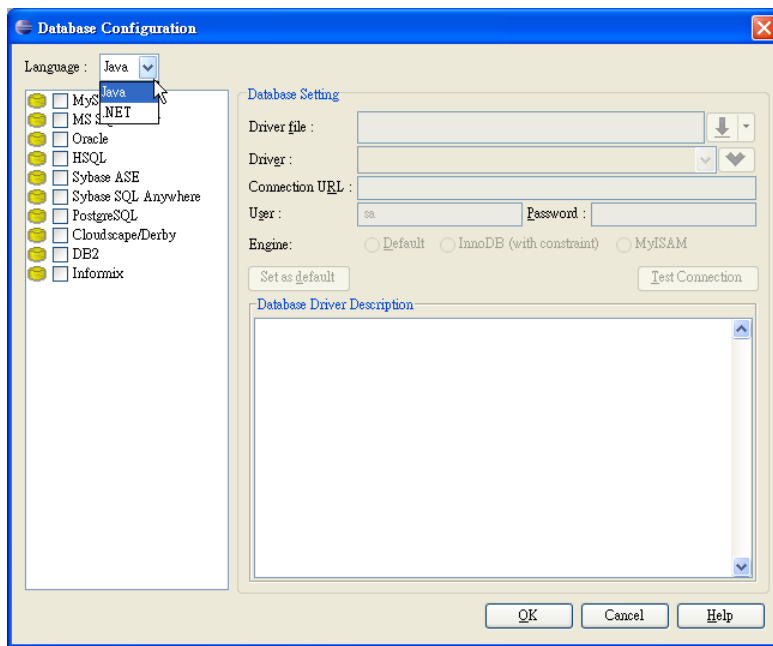 Database Configuration
Language : Java
Java
.NET
MyS
MS S
Oracle
HSQL
Sybase ASE
Sybase SQL Anywhere
PostgreSQL
Cloudscape/Derby
DB2
Informix
Database Setting
Driver file :
Driver :
Connection URL :
User : sa Password :
Engine: Default InnoDB (with constraint) MyISAM
Set as default Test Connection
Database Driver Description
OK Cancel Help